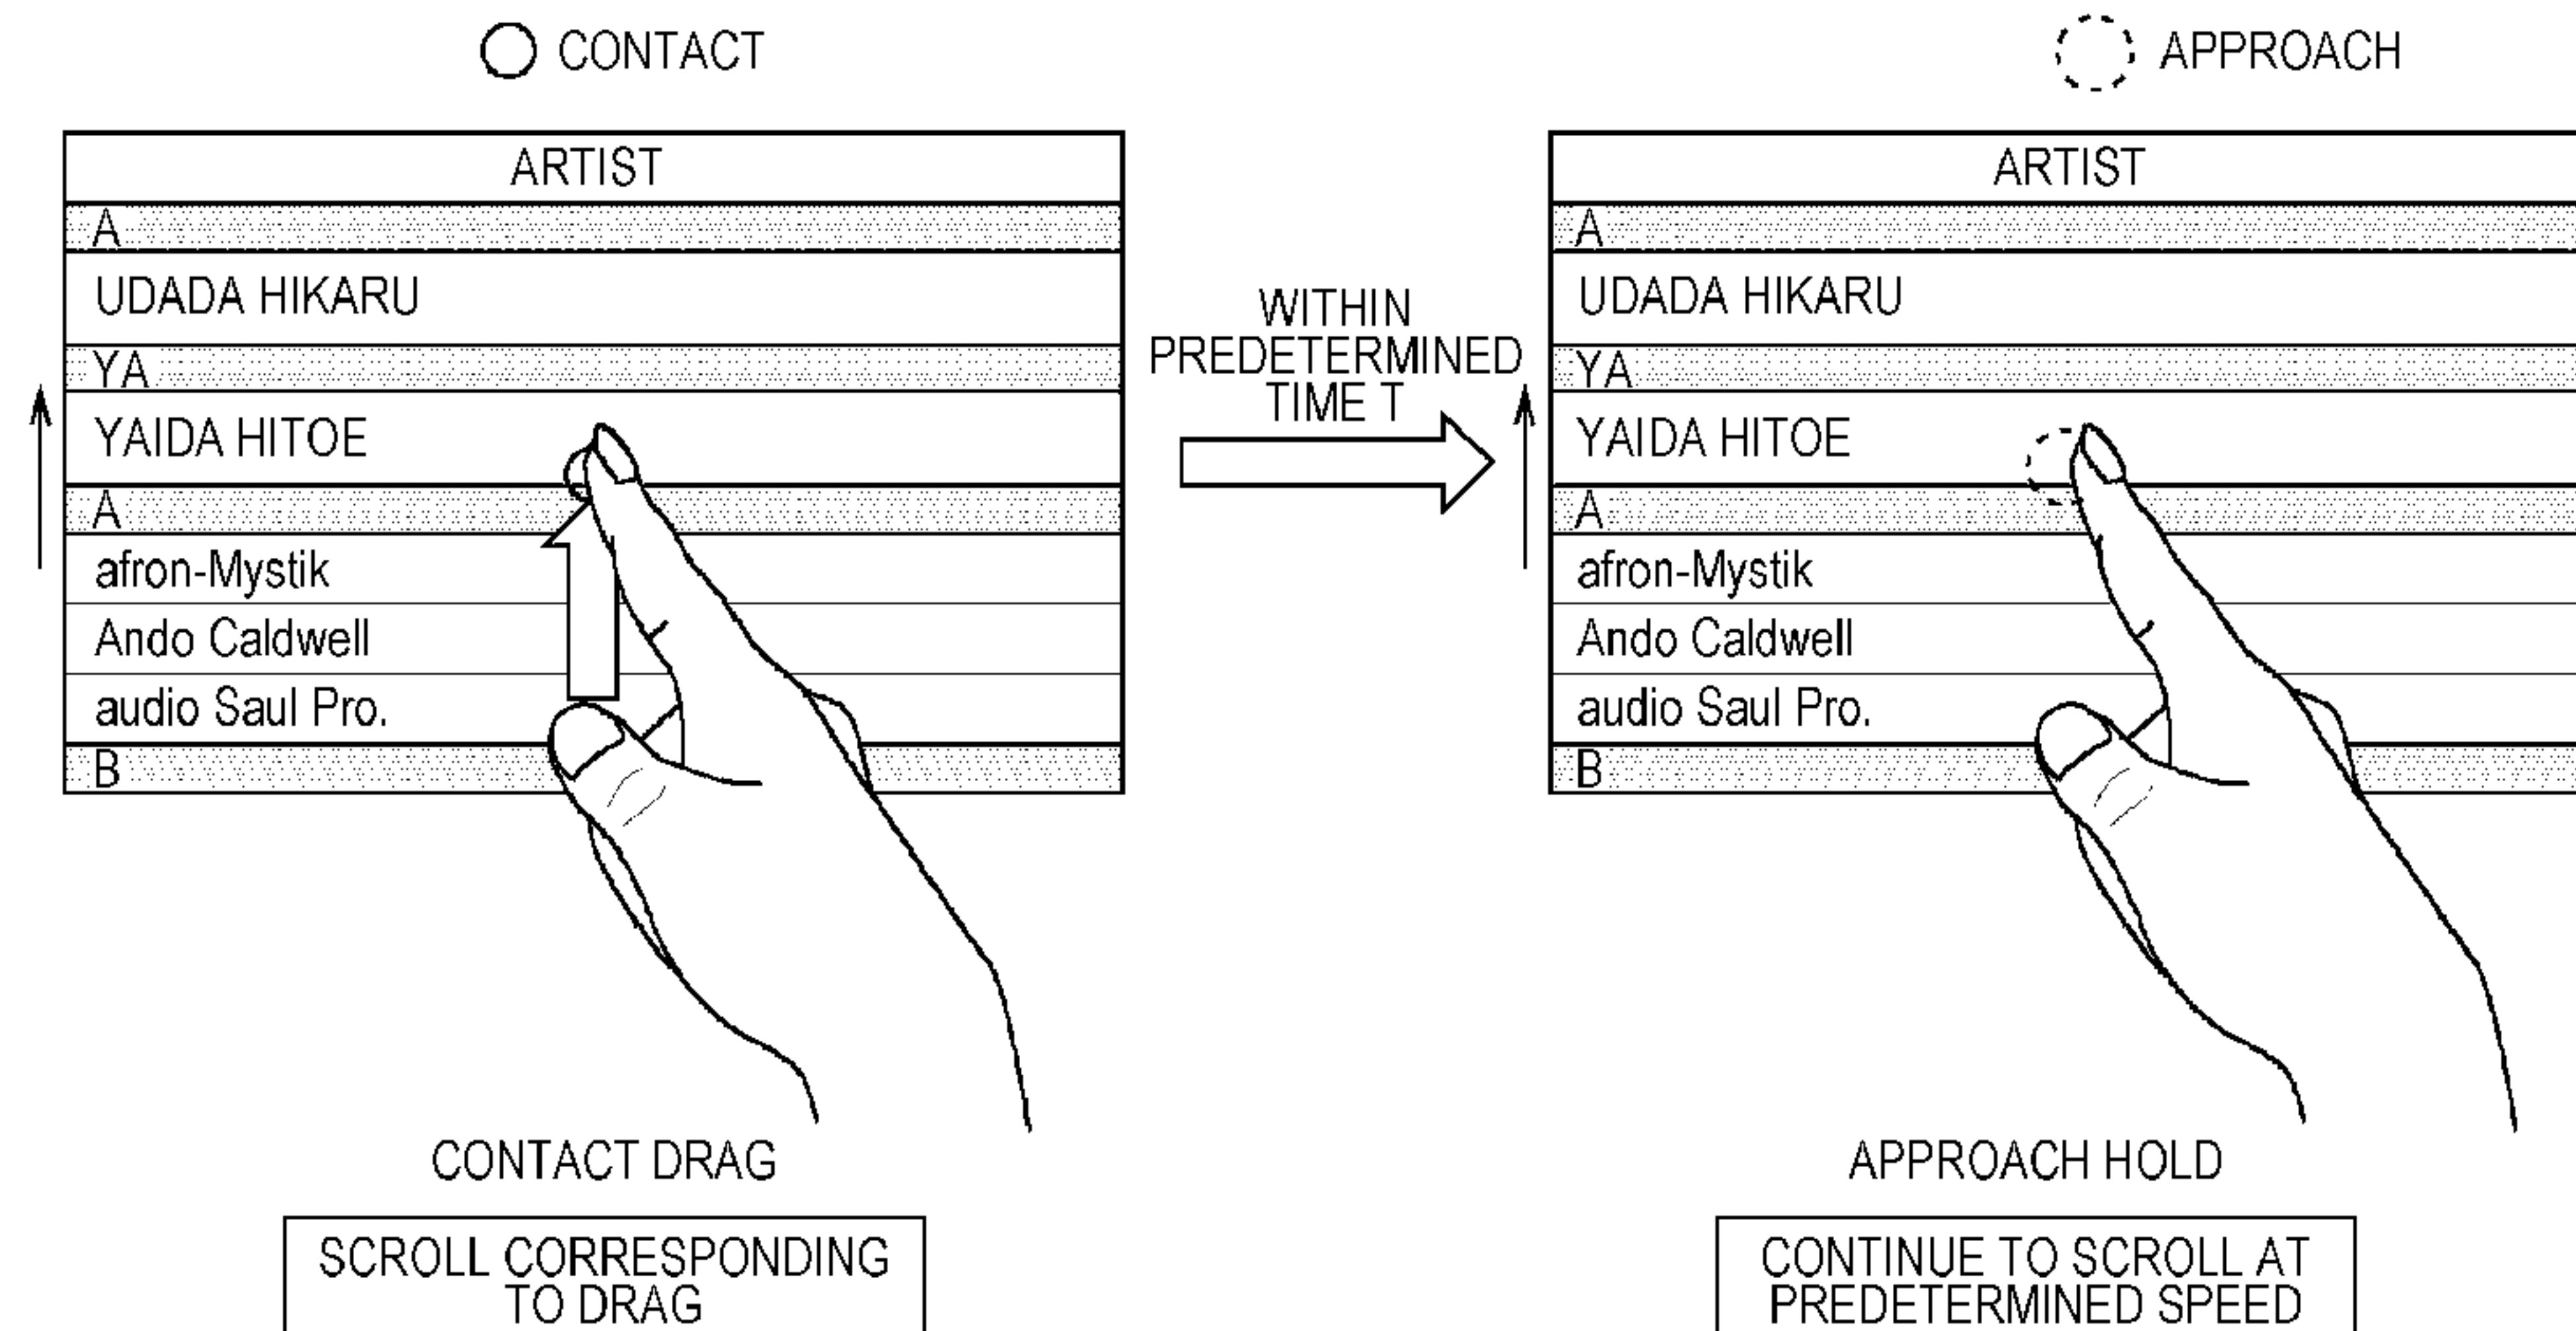 CONTACT
ARTIST
A
UDADA HIKARU
YA
YAIDA HITOE
A
afron-Mystik
Ando Caldwell
audio Saul Pro.
B
CONTACT DRAG
SCROLL CORRESPONDING
TO DRAG
WITHIN
PREDETERMINED
TIME T
APPROACH
ARTIST
A
UDADA HIKARU
YA
YAIDA HITOE
A
afron-Mystik
Ando Caldwell
audio Saul Pro.
B
APPROACH HOLD
CONTINUE TO SCROLL AT
PREDETERMINED SPEED